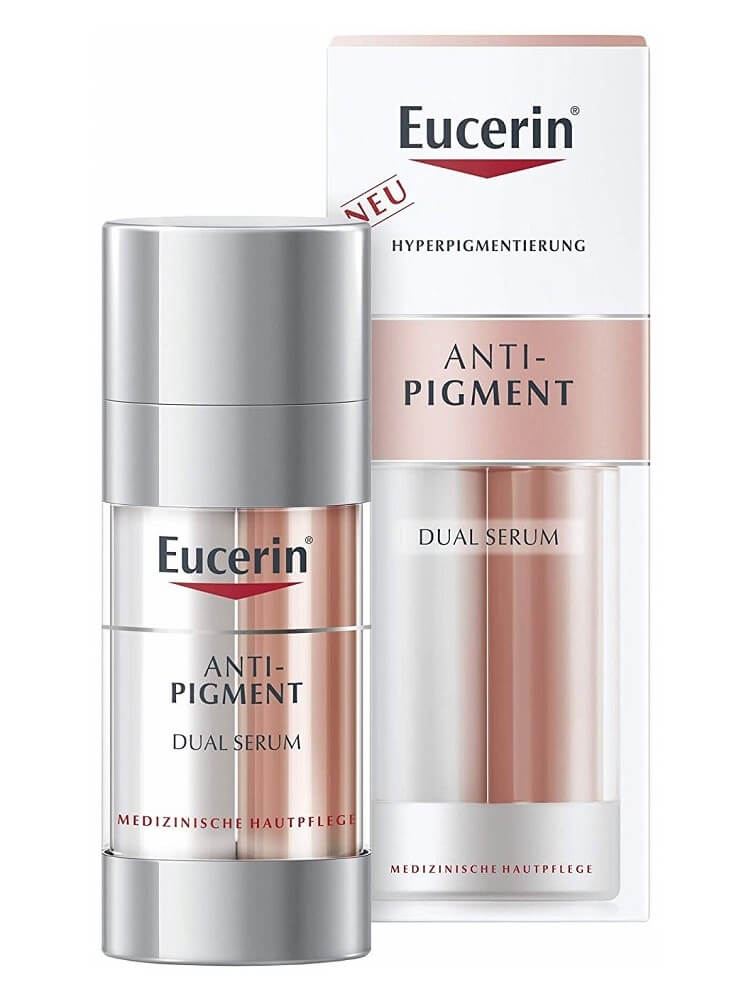 Eucerin®
NEU
HYPERPIGMENTIERUNG
ANTI-
PIGMENT
DUAL SERUM
MEDIZINISCHE HAUTPFLEGE
Eucerin®
ANTI-
PIGMENT
DUAL SERUM
MEDIZINISCHE HAUTPFLEGE